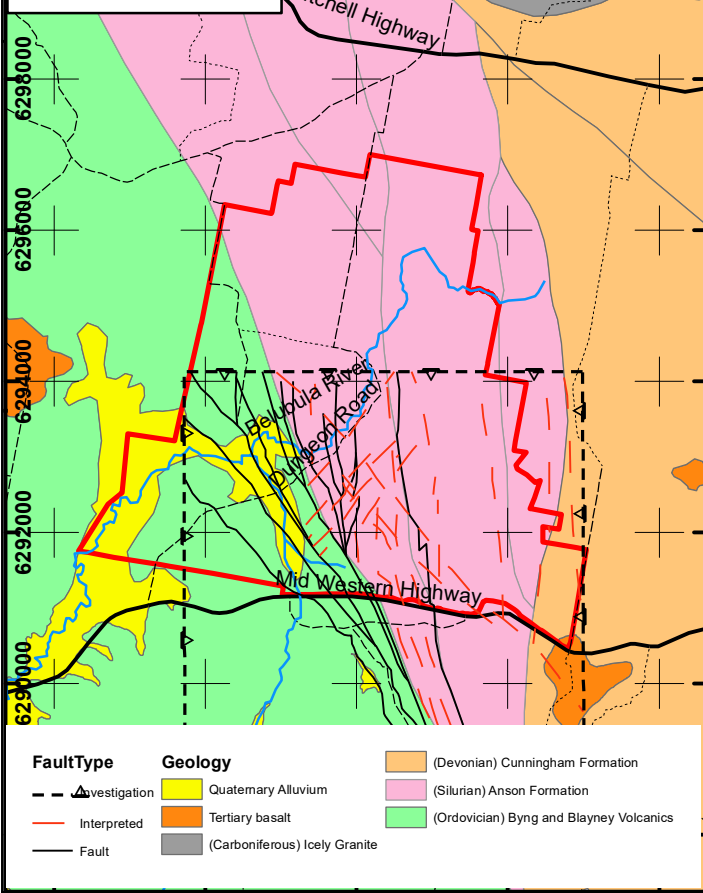 tchell Highway
6298000
6296000
6294000
6292000
6290000
Belubula River
Dungeon Road
Mid Western Highway
FaultType
Investigation
Interpreted
Fault
Geology
Quaternary Alluvium
Tertiary basalt
(Carboniferous) Icely Granite
(Devonian) Cunningham Formation
(Silurian) Anson Formation
(Ordovician) Byng and Blayney Volcanics